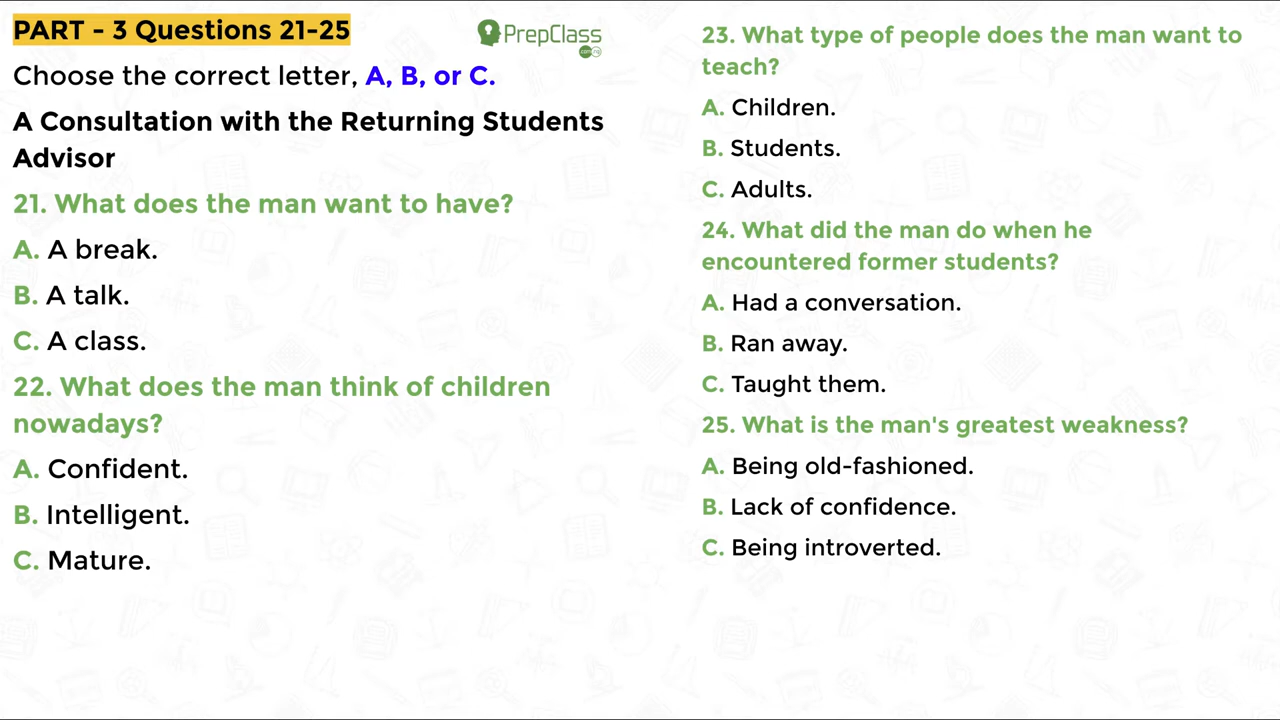 PART - 3 Questions 21-25
PrepClass
.com.ng
Choose the correct letter, A, B, or C.
A Consultation with the Returning Students
Advisor
21. What does the man want to have?
A. A break.
B. A talk.
C. A class.
22. What does the man think of children
nowadays?
A. Confident.
B. Intelligent.
C. Mature.
23. What type of people does the man want to
teach?
A. Children.
B. Students.
C. Adults.
24. What did the man do when he
encountered former students?
A. Had a conversation.
B. Ran away.
C. Taught them.
25. What is the man's greatest weakness?
A. Being old-fashioned.
B. Lack of confidence.
C. Being introverted.